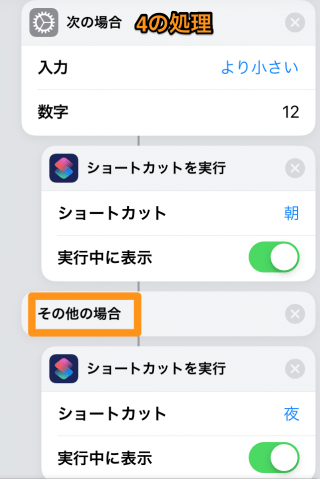 次の場合 4の処理
入力 より小さい
数字 12
ショートカットを実行
ショートカット 朝
実行中に表示
その他の場合
ショートカットを実行
ショートカット 夜
実行中に表示